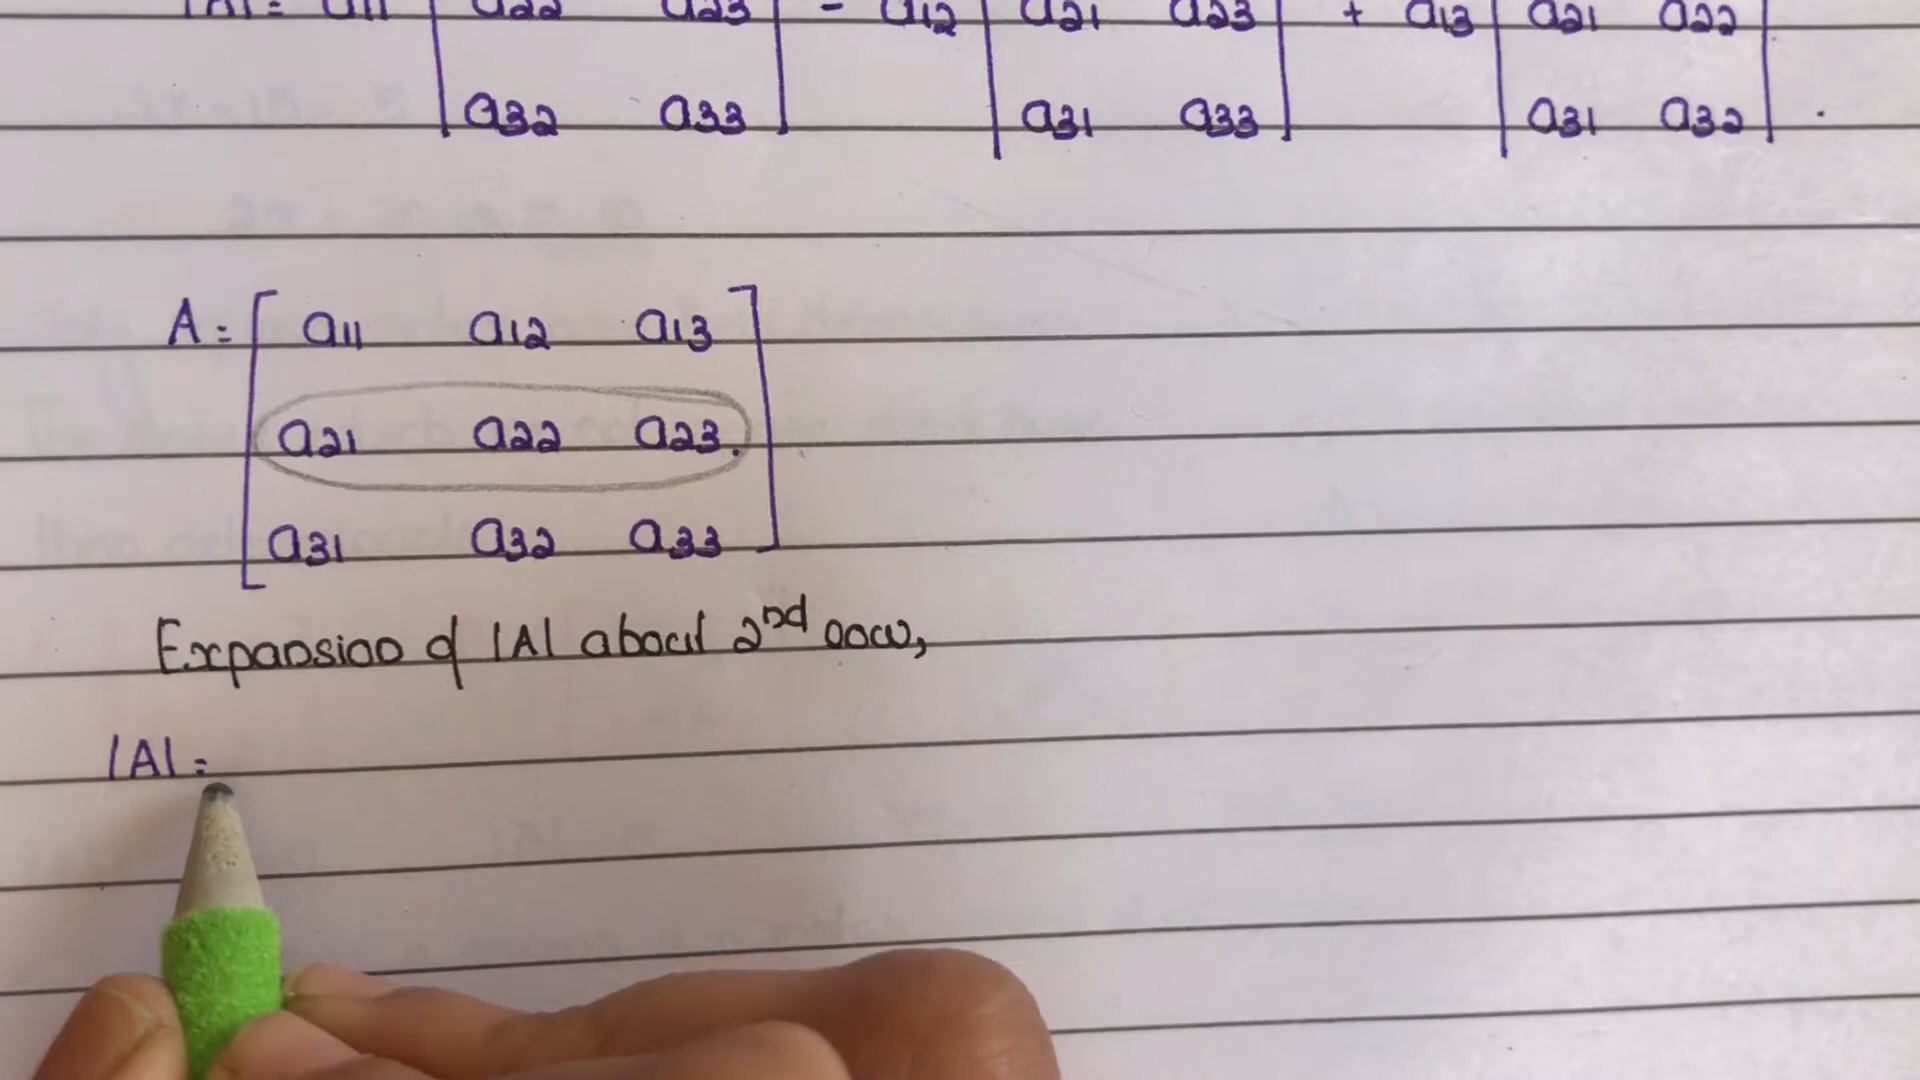 |A| = a11 | a22 a23 | - a12 | a21 a23 | + a13 | a21 a22 |
| a32 a33 | | a31 a33 | | a31 a32 | .
A = [ a11 a12 a13 ]
a21 a22 a23.
a31 a32 a33
Expansion of |A| about 2nd row,
|A| =